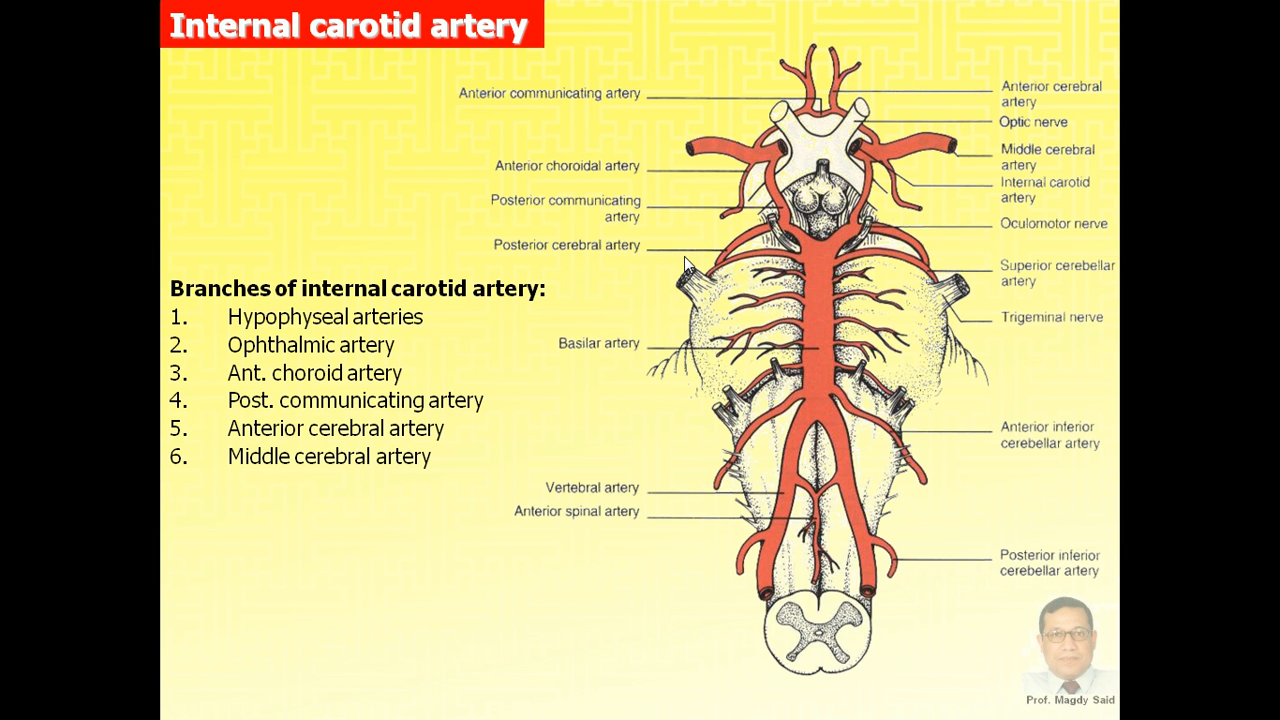 Internal carotid artery
Anterior communicating artery
Anterior choroidal artery
Posterior communicating
artery
Posterior cerebral artery
Branches of internal carotid artery:
1. Hypophyseal arteries
2. Ophthalmic artery
3. Ant. choroid artery
4. Post. communicating artery
5. Anterior cerebral artery
6. Middle cerebral artery
Basilar artery
Vertebral artery
Anterior spinal artery
Anterior cerebral
artery
Optic nerve
Middle cerebral
artery
Internal carotid
artery
Oculomotor nerve
Superior cerebellar
artery
Trigeminal nerve
Anterior inferior
cerebellar artery
Posterior inferior
cerebellar artery
Prof. Magdy Said